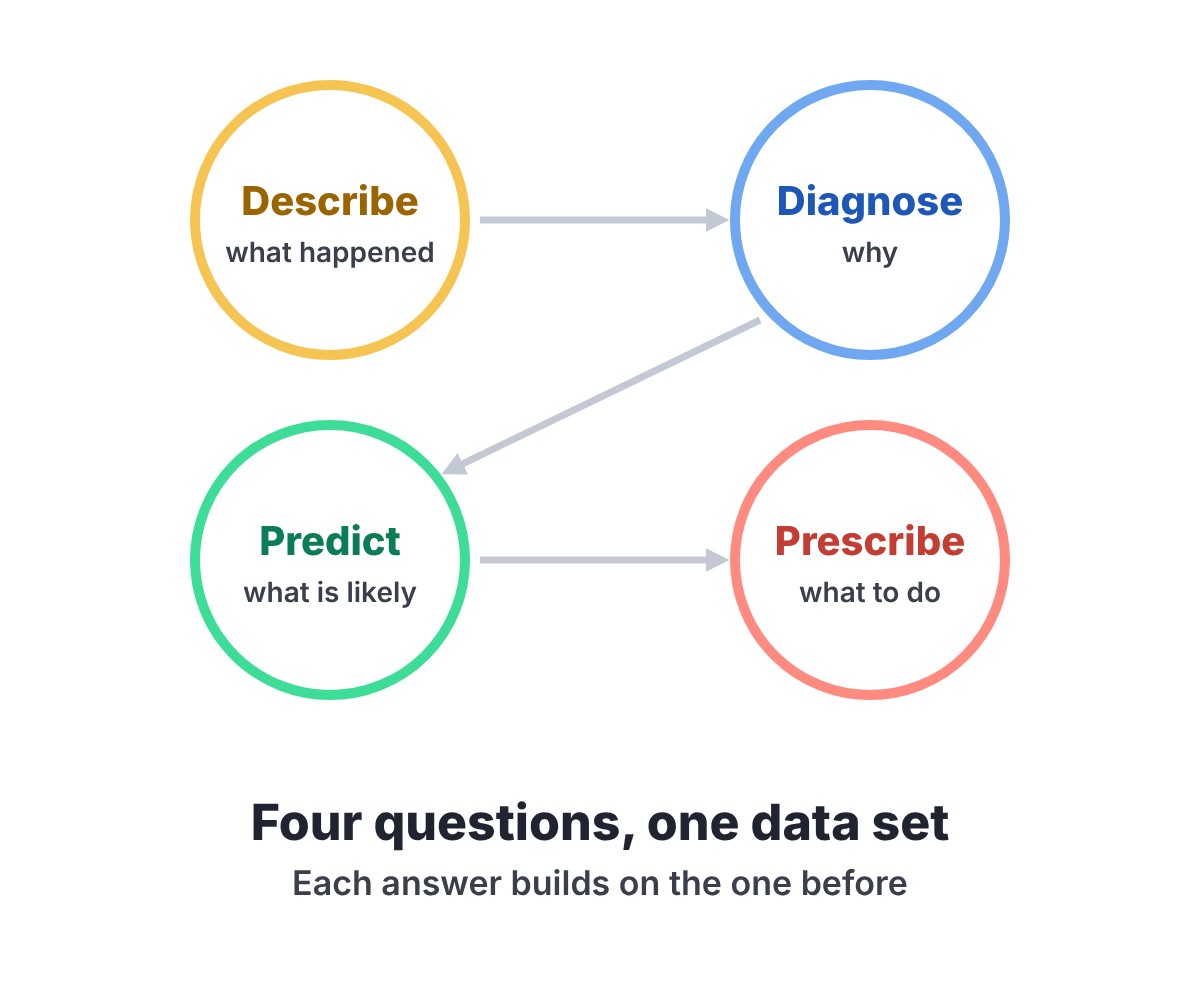 Describe
what happened
Diagnose
why
Predict
what is likely
Prescribe
what to do
Four questions, one data set
Each answer builds on the one before